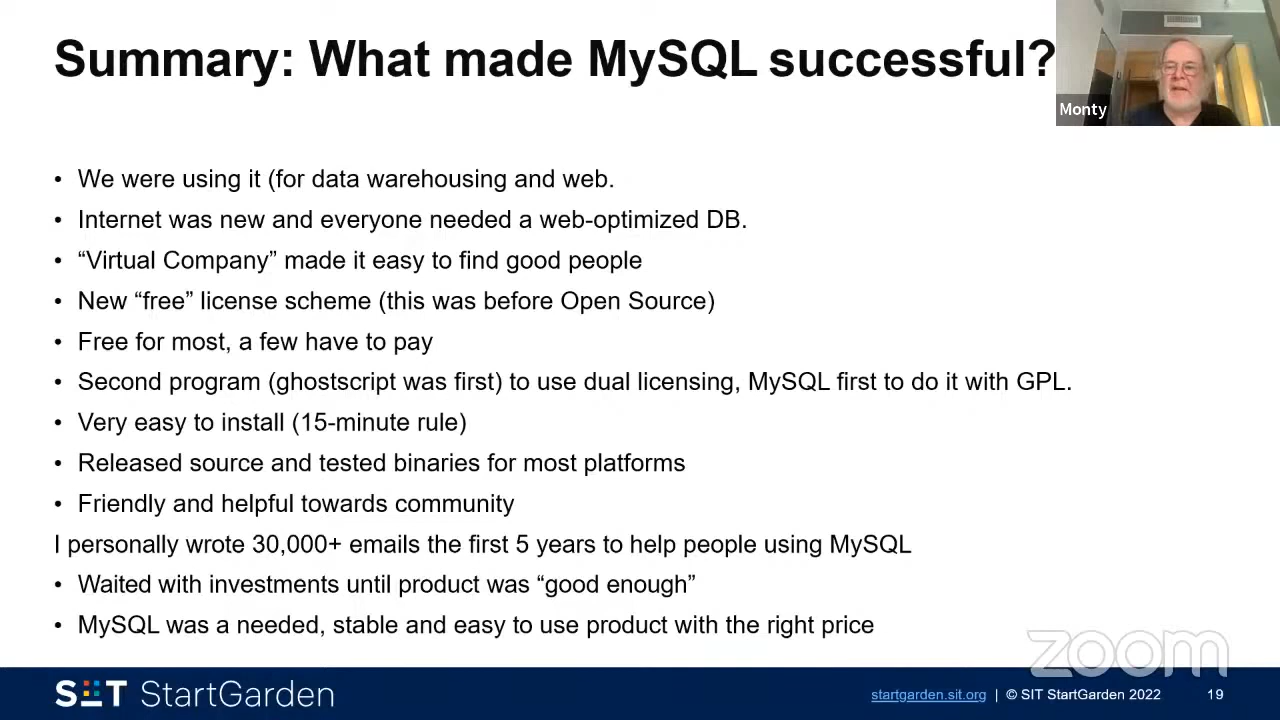 Summary: What made MySQL successful?
Monty
• We were using it (for data warehousing and web.
• Internet was new and everyone needed a web-optimized DB.
• “Virtual Company” made it easy to find good people
• New “free” license scheme (this was before Open Source)
• Free for most, a few have to pay
• Second program (ghostscript was first) to use dual licensing, MySQL first to do it with GPL.
• Very easy to install (15-minute rule)
• Released source and tested binaries for most platforms
• Friendly and helpful towards community
I personally wrote 30,000+ emails the first 5 years to help people using MySQL
• Waited with investments until product was “good enough”
• MySQL was a needed, stable and easy to use product with the right price
zoom
SIT StartGarden
startgarden.sit.org | © SIT StartGarden 2022 19